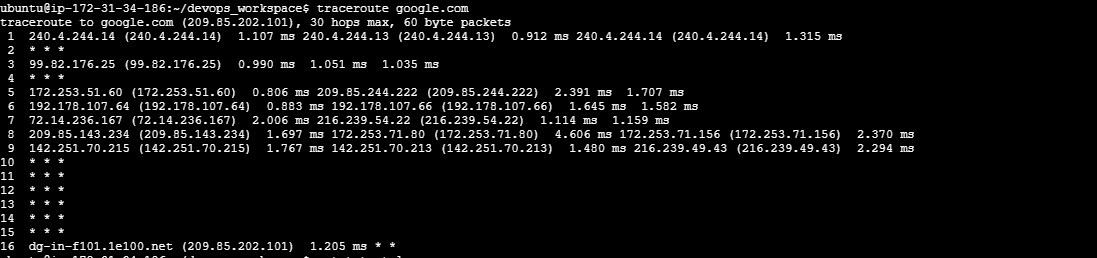 ubuntu@ip-172-31-34-186:~/devops_workspace$ traceroute google.com
traceroute to google.com (209.85.202.101), 30 hops max, 60 byte packets
1 240.4.244.14 (240.4.244.14) 1.107 ms 240.4.244.13 (240.4.244.13) 0.912 ms 240.4.244.14 (240.4.244.14) 1.315 ms
2 * * *
3 99.82.176.25 (99.82.176.25) 0.990 ms 1.051 ms 1.035 ms
4 * * *
5 172.253.51.60 (172.253.51.60) 0.806 ms 209.85.244.222 (209.85.244.222) 2.391 ms 1.707 ms
6 192.178.107.64 (192.178.107.64) 0.883 ms 192.178.107.66 (192.178.107.66) 1.645 ms 1.582 ms
7 72.14.236.167 (72.14.236.167) 2.006 ms 216.239.54.22 (216.239.54.22) 1.114 ms 1.159 ms
8 209.85.143.234 (209.85.143.234) 1.697 ms 172.253.71.80 (172.253.71.80) 4.606 ms 172.253.71.156 (172.253.71.156) 2.370 ms
9 142.251.70.215 (142.251.70.215) 1.767 ms 142.251.70.213 (142.251.70.213) 1.480 ms 216.239.49.43 (216.239.49.43) 2.294 ms
10 * * *
11 * * *
12 * * *
13 * * *
14 * * *
15 * * *
16 dg-in-f101.1e100.net (209.85.202.101) 1.205 ms * *